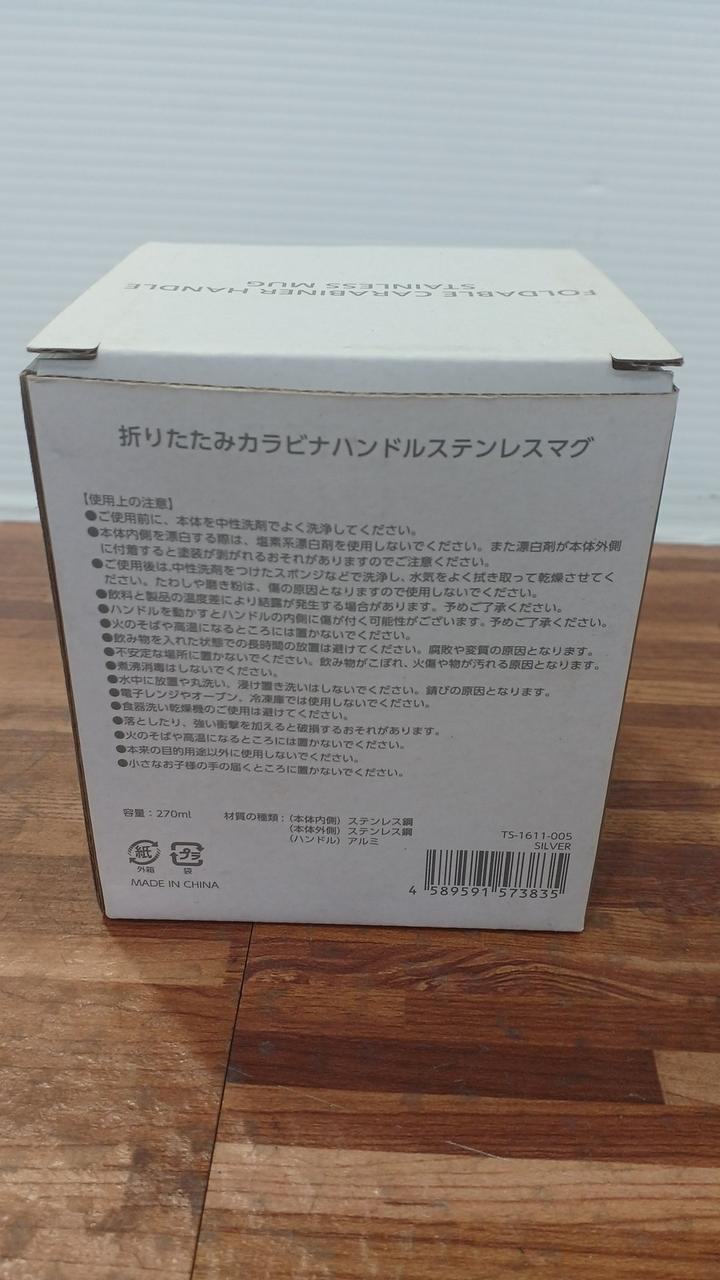 FOLDABLE CARABINER HANDLE
STAINLESS MUG
折りたたみカラビナハンドルステンレスマグ
【使用上の注意】
●ご使用前に、本体を中性洗剤でよく洗浄してください。
●本体内側を漂白する際は、塩素系漂白剤を使用しないでください。また漂白剤が本体外側
に付着すると塗装が剥がれるおそれがありますのでご注意ください。
●ご使用後は、中性洗剤をつけたスポンジなどで洗浄し、水気をよく拭き取って乾燥させてく
ださい。たわしや磨き粉は、傷の原因となりますので使用しないでください。
●飲料と製品の温度差により結露が発生する場合があります。予めご了承ください。
●ハンドルを動かすとハンドルの内側に傷が付く可能性がございます。予めご了承ください。
●火のそばや高温になるところには置かないでください。
●飲み物を入れた状態での長時間の放置は避けてください。腐敗や変質の原因となります。
●不安定な場所に置かないでください。飲み物がこぼれ、火傷や物が汚れる原因となります。
●煮沸消毒はしないでください。
●水中に放置や丸洗い、浸け置き洗いはしないでください。錆びの原因となります。
●電子レンジやオーブン、冷凍庫では使用しないでください。
●食器洗い乾燥機のご使用は避けてください。
●落としたり、強い衝撃を加えると破損するおそれがあります。
●火のそばや高温になるところには置かないでください。
●本来の目的用途以外に使用しないでください。
●小さなお子様の手の届くところに置かないでください。
容量：270ml 材質の種類：（本体内側）ステンレス鋼
（本体外側）ステンレス鋼
（ハンドル）アルミ
TS-1611-005
SILVER
紙 プラ
外箱 袋
MADE IN CHINA
4 589591 573835